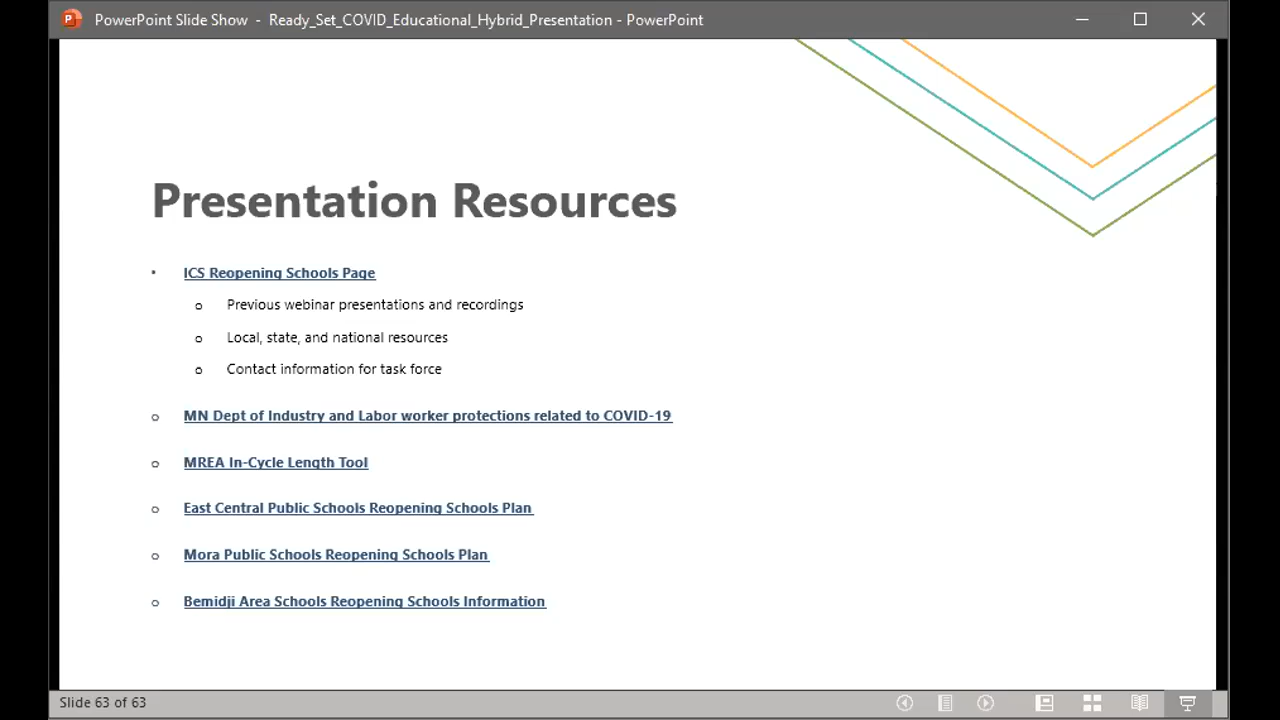 PowerPoint Slide Show - Ready_Set_COVID_Educational_Hybrid_Presentation - PowerPoint
Presentation Resources
• ICS Reopening Schools Page
o Previous webinar presentations and recordings
o Local, state, and national resources
o Contact information for task force
o MN Dept of Industry and Labor worker protections related to COVID-19
o MREA In-Cycle Length Tool
o East Central Public Schools Reopening Schools Plan
o Mora Public Schools Reopening Schools Plan
o Bemidji Area Schools Reopening Schools Information
Slide 63 of 63